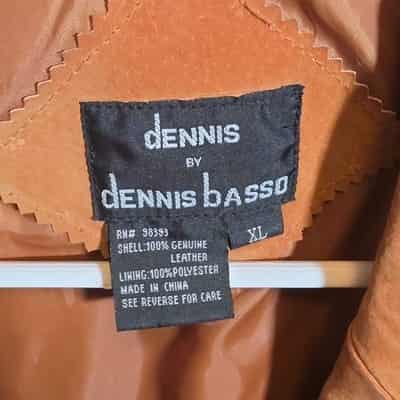 dENNIS
BY
dENNIS bASSO
XL
RN# 98393
SHELL:100% GENUINE
LEATHER
LINING:100%POLYESTER
MADE IN CHINA
SEE REVERSE FOR CARE